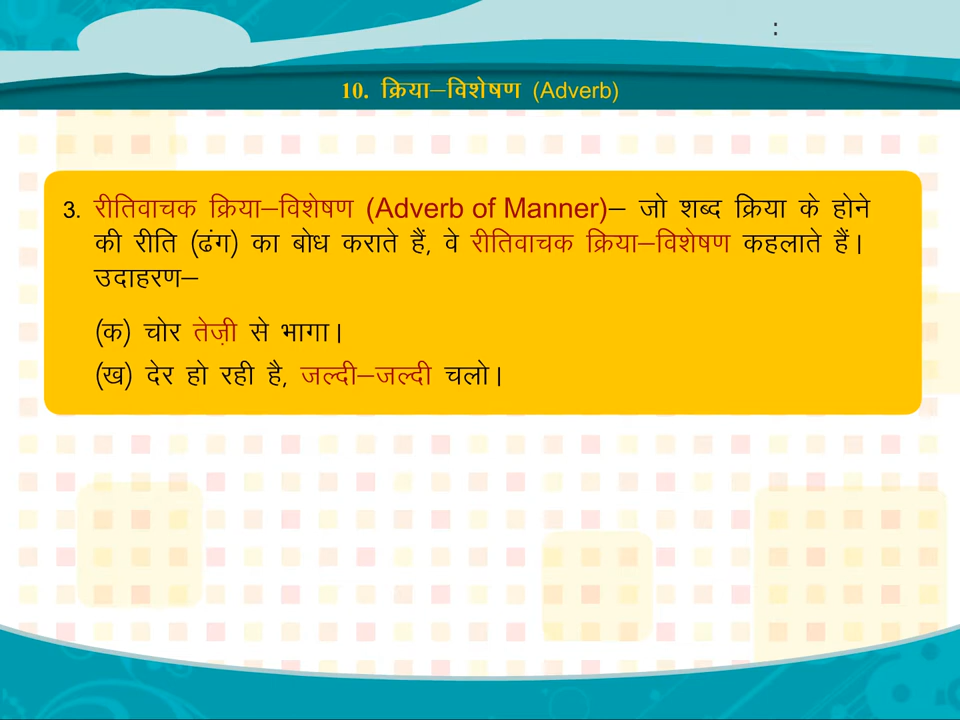 :
10. क्रिया–विशेषण (Adverb)
3. रीतिवाचक क्रिया–विशेषण (Adverb of Manner)– जो शब्द क्रिया के होने
की रीति (ढंग) का बोध कराते हैं, वे रीतिवाचक क्रिया–विशेषण कहलाते हैं।
उदाहरण–
(क) चोर तेज़ी से भागा।
(ख) देर हो रही है, जल्दी–जल्दी चलो।